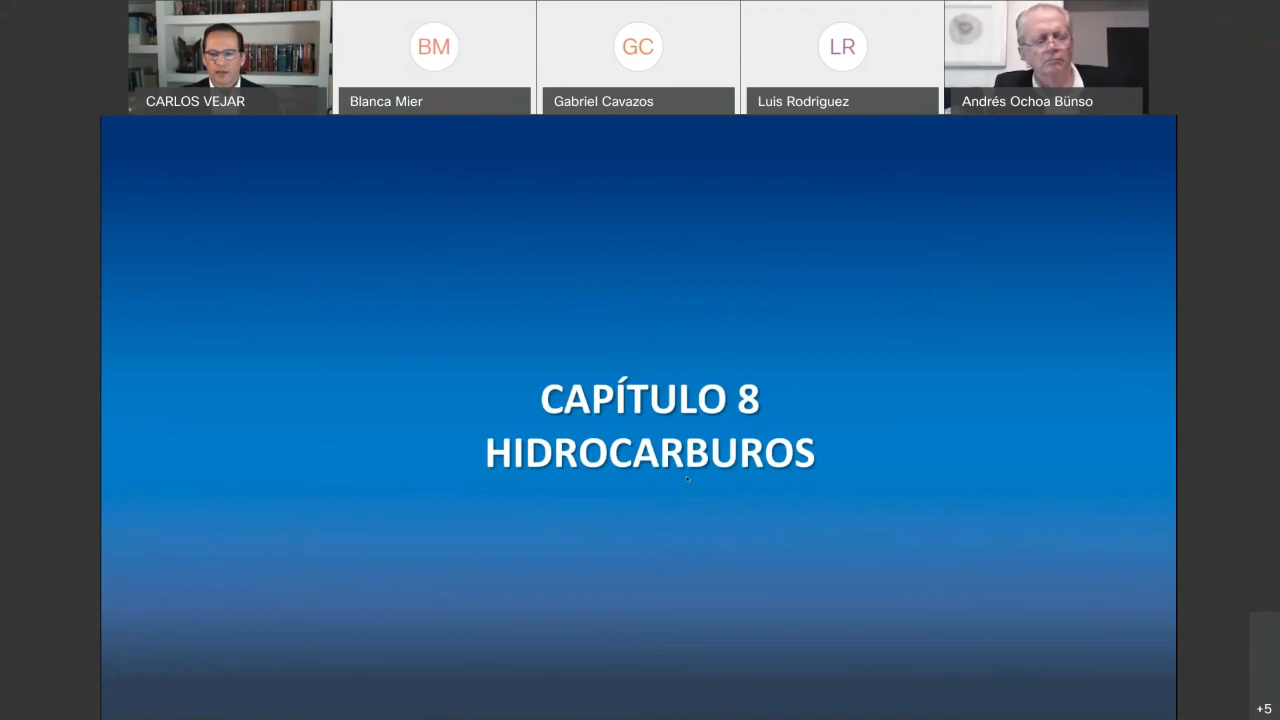 BM
GC
LR
CARLOS VEJAR
Blanca Mier
Gabriel Cavazos
Luis Rodriguez
Andrés Ochoa Bünso
CAPÍTULO 8
HIDROCARBUROS
+5